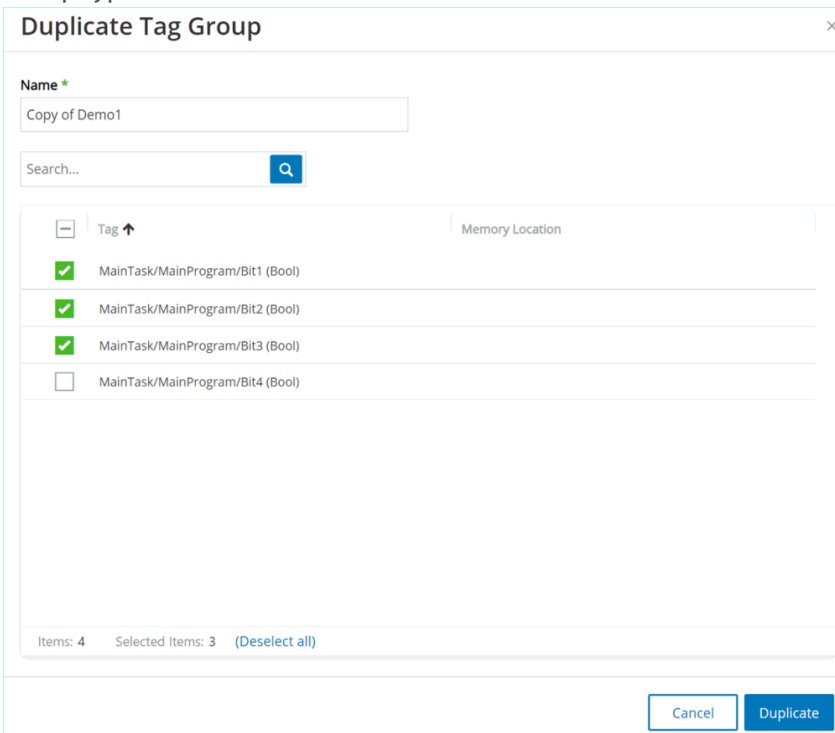 Duplicate Tag Group
Name *
Copy of Demo1
Search...
Tag Memory Location
MainTask/MainProgram/Bit1 (Bool)
MainTask/MainProgram/Bit2 (Bool)
MainTask/MainProgram/Bit3 (Bool)
MainTask/MainProgram/Bit4 (Bool)
Items: 4 Selected Items: 3 (Deselect all)
Cancel Duplicate